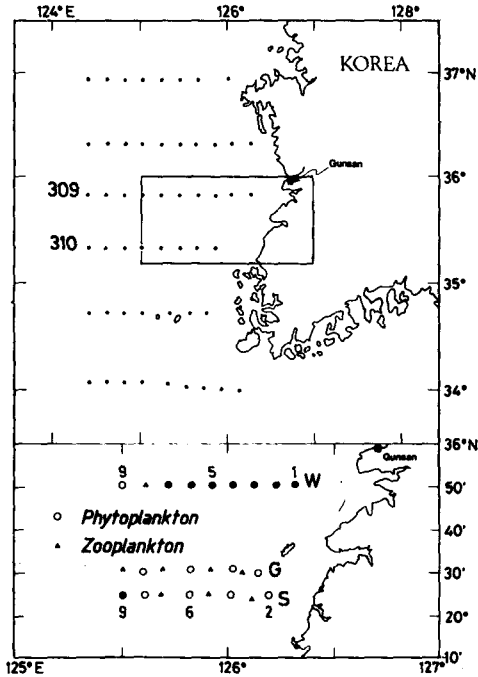 124°E 126° 128°
KOREA
37°N
Gunsan
36°
309
310
35°
34°
36°N
Gunsan
9 5 1 W
50'
○ Phytoplankton
40'
▲ Zooplankton
G
30'
S
20°
9 6 2
10'
125°E 126° 127°